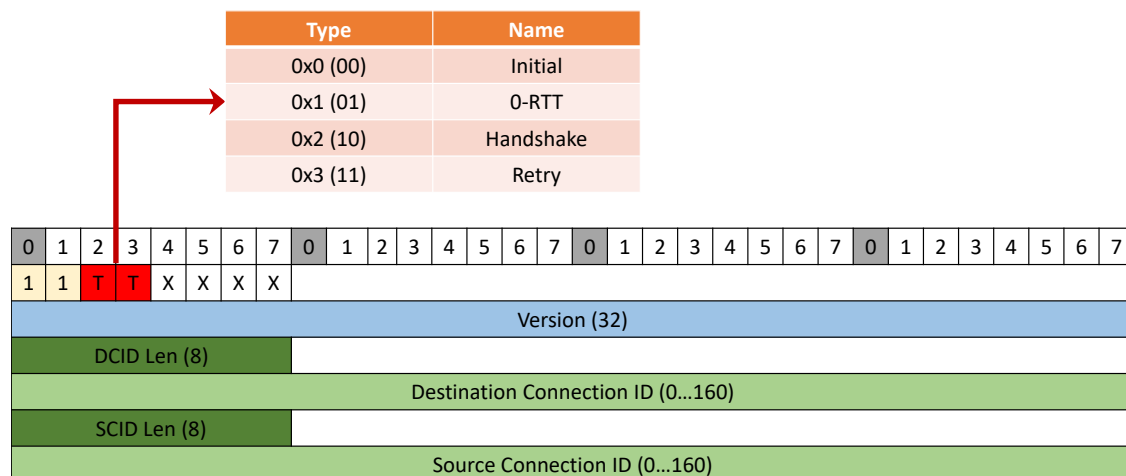 Type Name
0x0 (00) Initial
0x1 (01) 0-RTT
0x2 (10) Handshake
0x3 (11) Retry
0 1 2 3 4 5 6 7 0 1 2 3 4 5 6 7 0 1 2 3 4 5 6 7 0 1 2 3 4 5 6 7
1 1 T T X X X X
Version (32)
DCID Len (8)
Destination Connection ID (0…160)
SCID Len (8)
Source Connection ID (0…160)